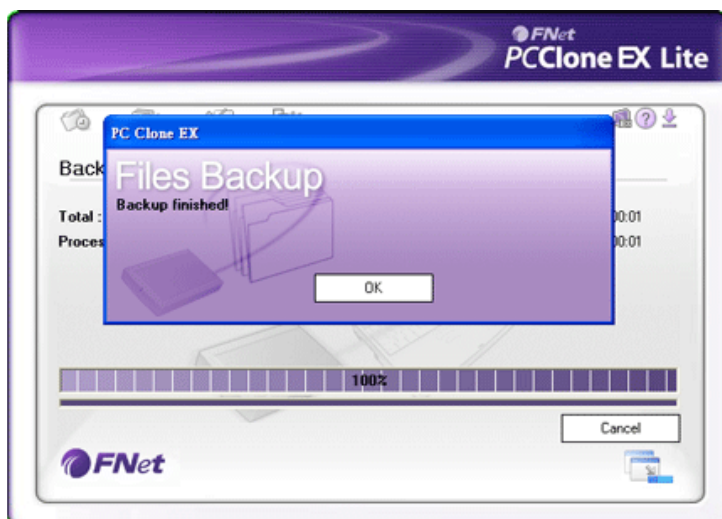 FNet
PCClone EX Lite
PC Clone EX
Files Backup
Backup finished!
OK
Back
Total :
00:01
Proces
00:01
100%
Cancel
FNet